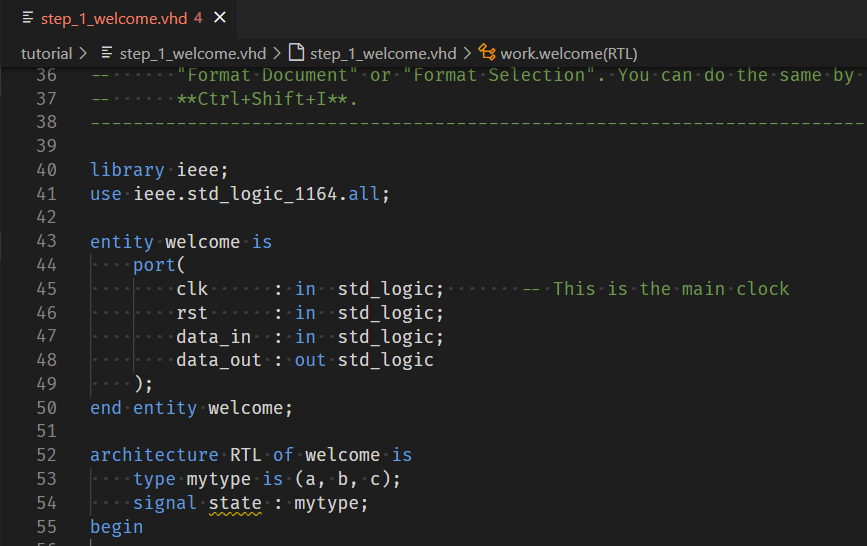 step_1_welcome.vhd 4
tutorial > step_1_welcome.vhd > step_1_welcome.vhd > work.welcome(RTL)
36 --      "Format Document" or "Format Selection". You can do the same by
37 --      **Ctrl+Shift+I**.
38 ------------------------------------------------------------------------
39
40 library ieee;
41 use ieee.std_logic_1164.all;
42
43 entity welcome is
44     port(
45         clk      : in  std_logic;       -- This is the main clock
46         rst      : in  std_logic;
47         data_in  : in  std_logic;
48         data_out : out std_logic
49     );
50 end entity welcome;
51
52 architecture RTL of welcome is
53     type mytype is (a, b, c);
54     signal state : mytype;
55 begin